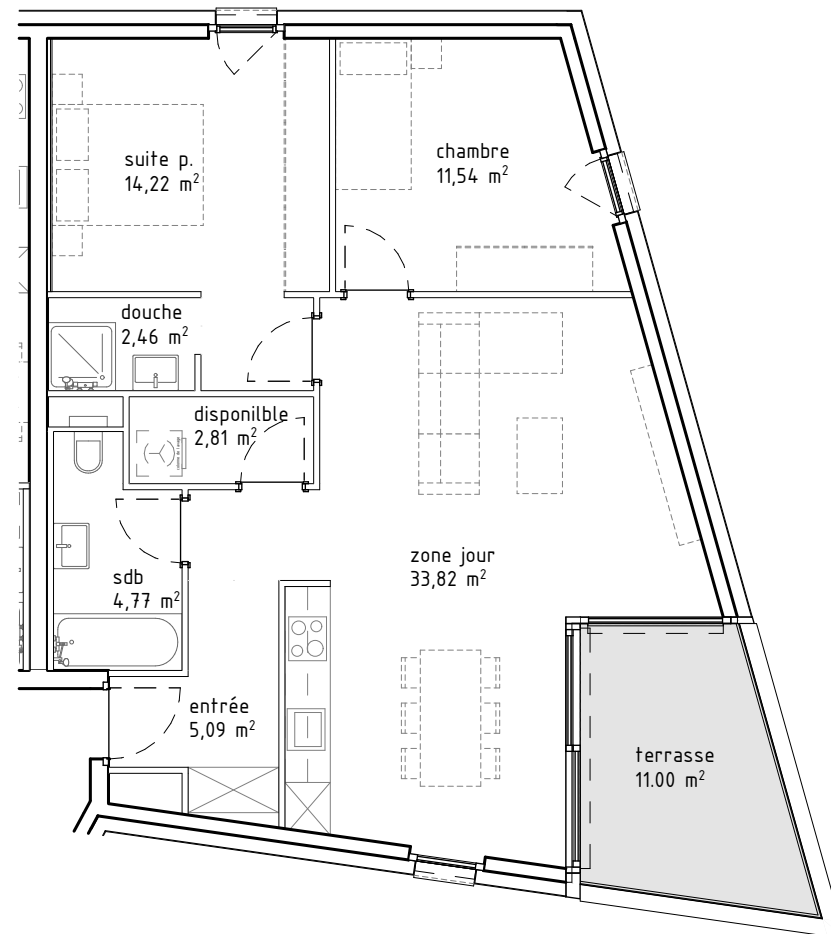 suite p.
14,22 m²
chambre
11,54 m²
douche
2,46 m²
disponilble
2,81 m²
zone jour
33,82 m²
sdb
4,77 m²
entrée
5,09 m²
terrasse
11.00 m²